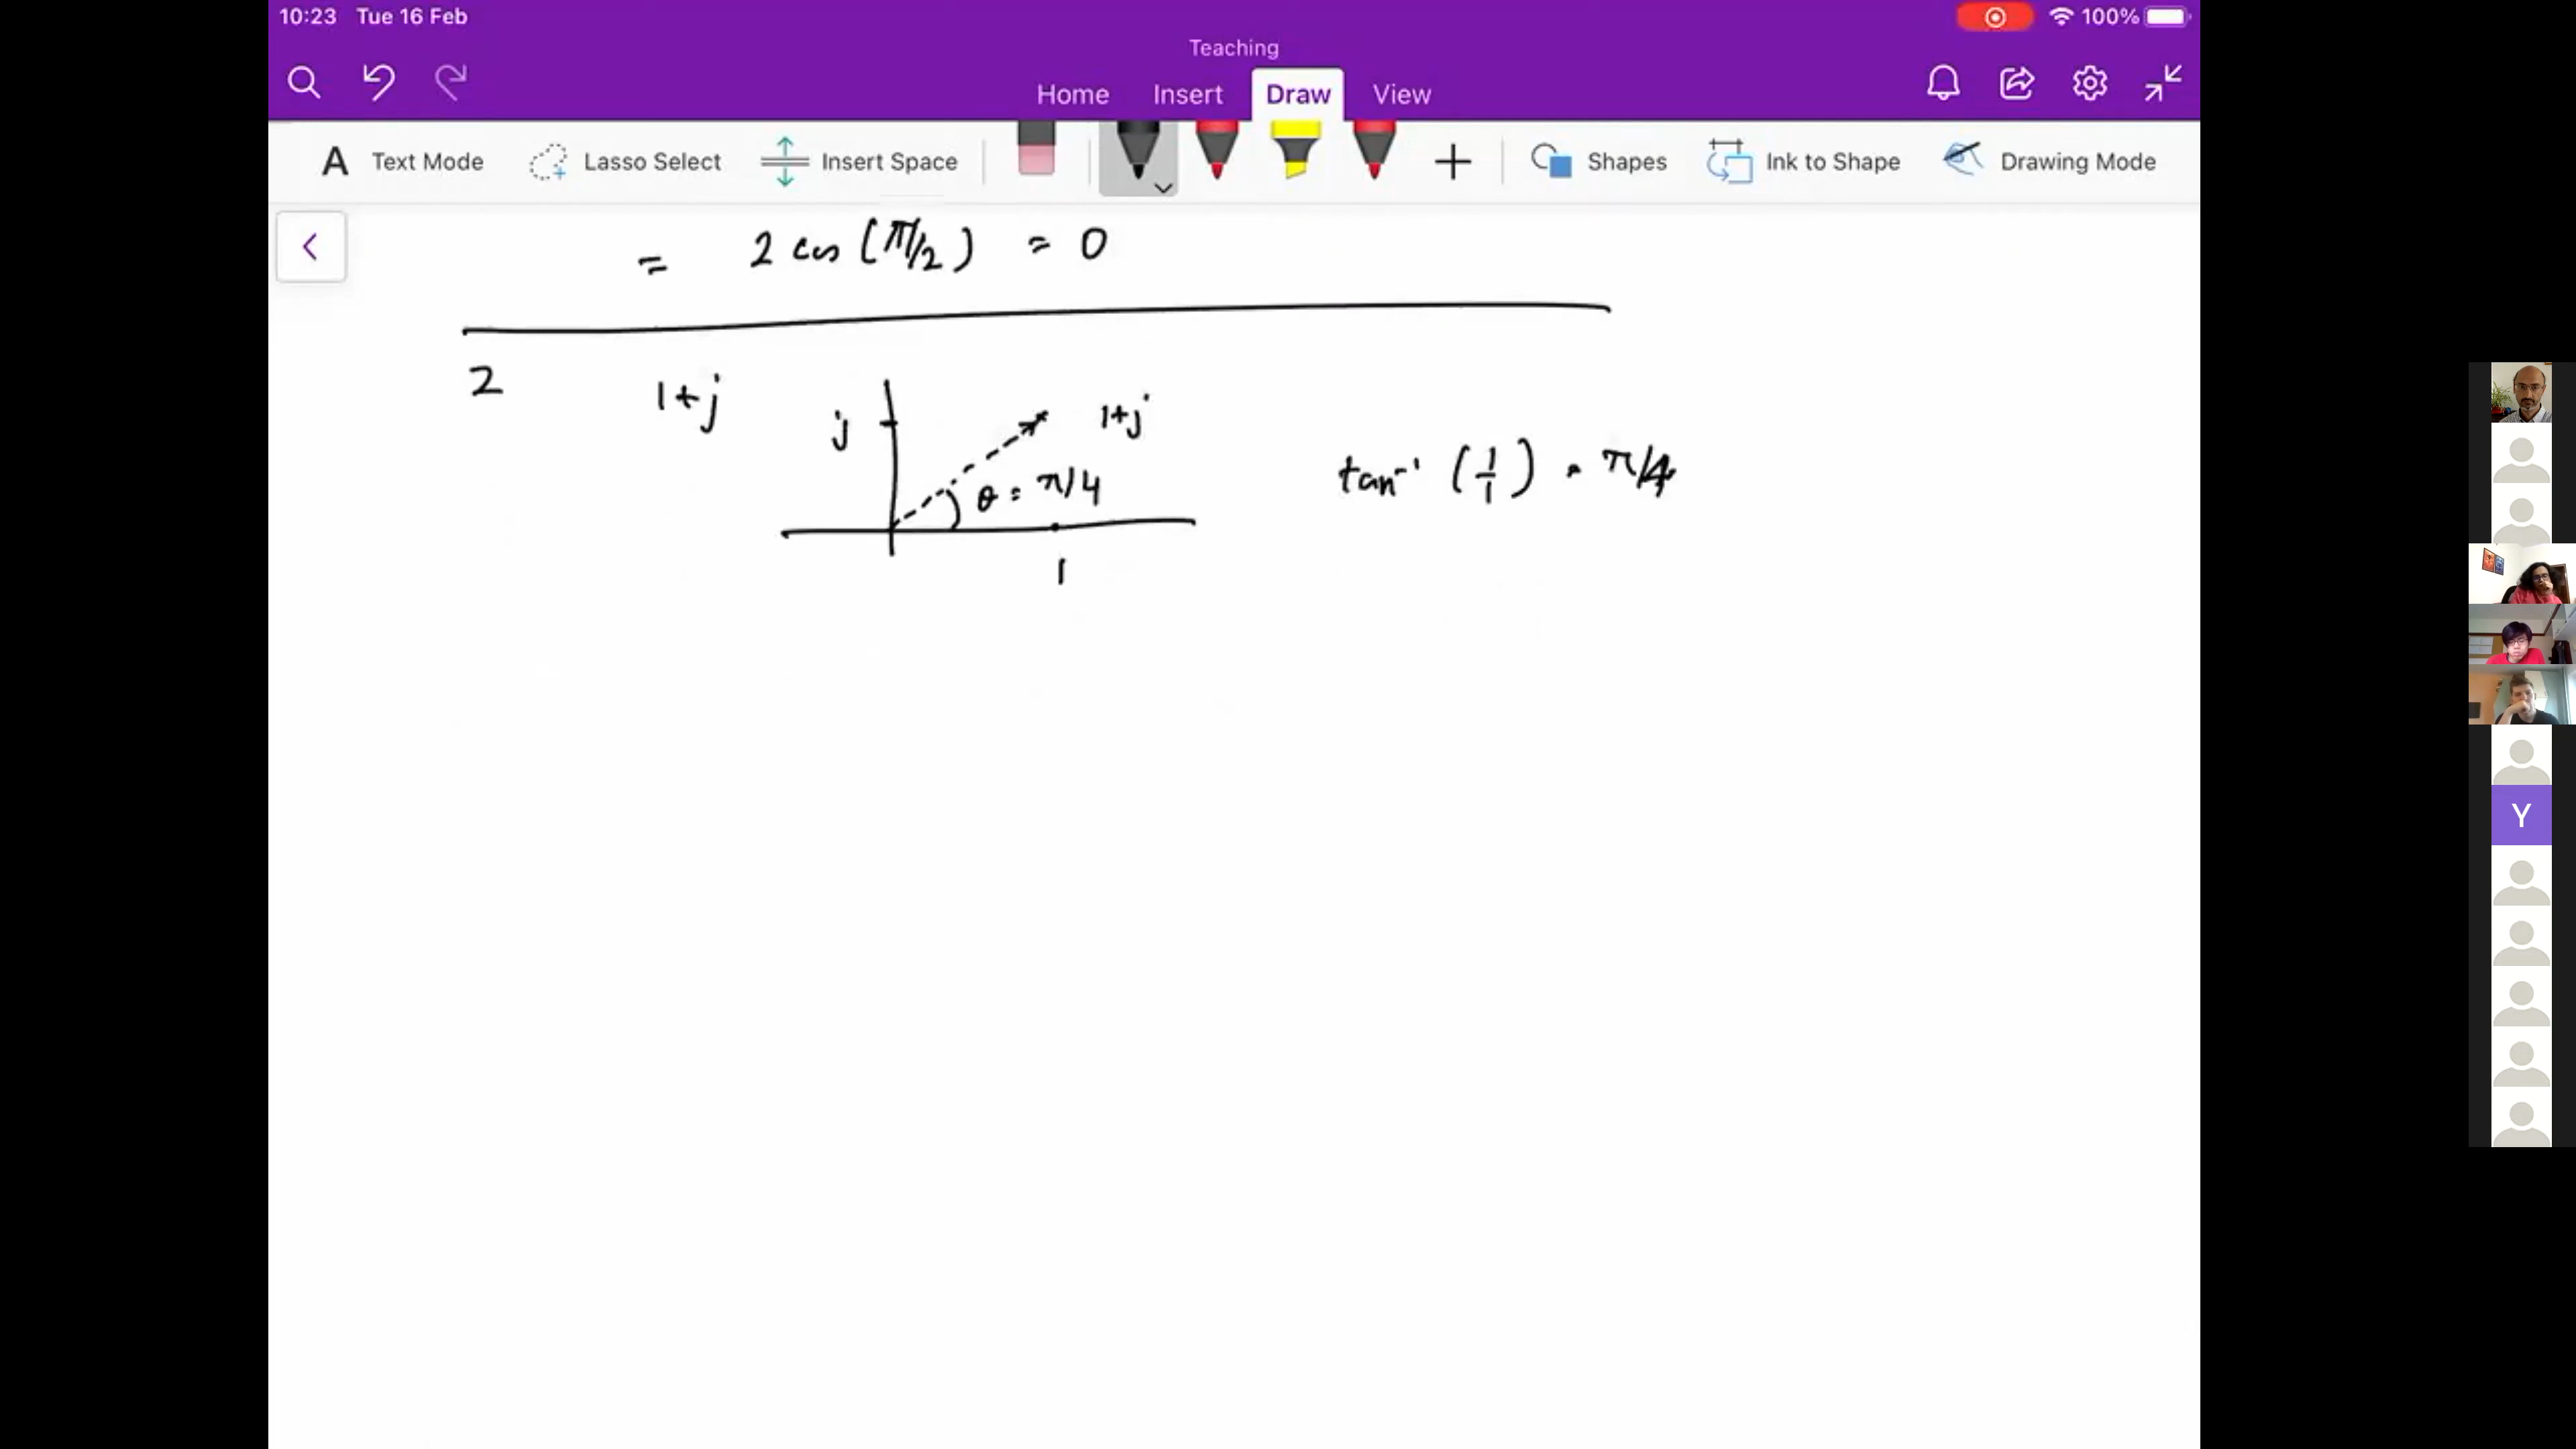 10:23 Tue 16 Feb 100%
Teaching
Home Insert Draw View
A Text Mode Lasso Select Insert Space Shapes Ink to Shape Drawing Mode
= 2 cos (π/2) = 0
2 1+j
j 1+j
θ = π/4 tan⁻¹ (1/1) = π/4
1
Y